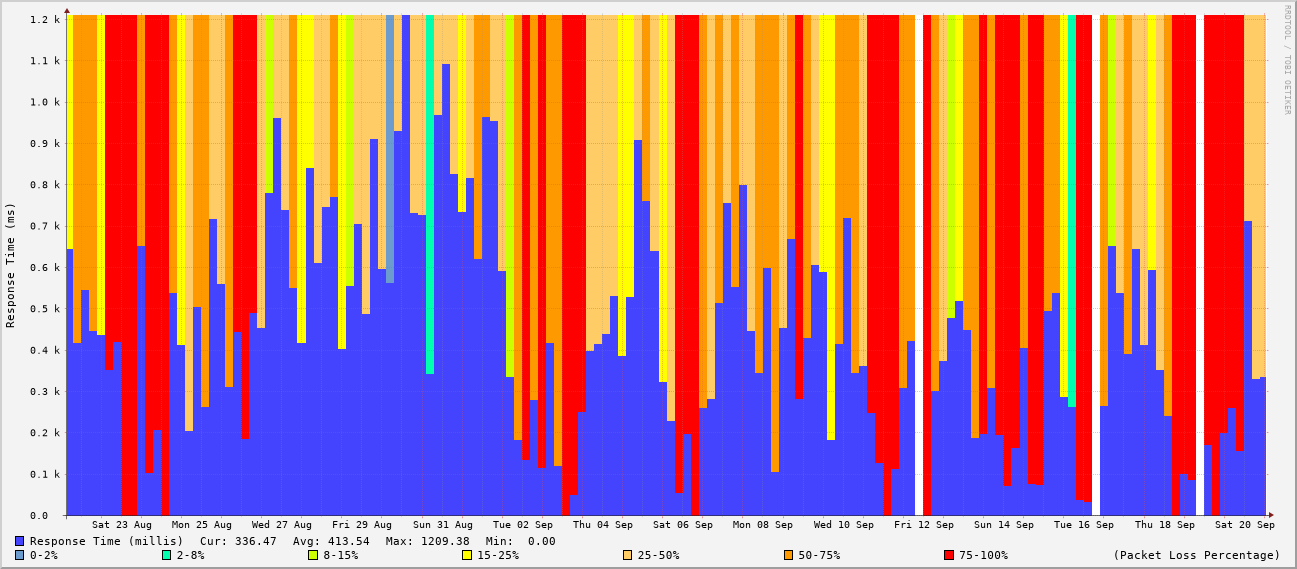 1.2 k
1.1 k
1.0 k
0.9 k
0.8 k
0.7 k
0.6 k
0.5 k
0.4 k
0.3 k
0.2 k
0.1 k
0.0
Response Time (ms)
RRDTOOL / TOBI OETIKER
Sat 23 Aug Mon 25 Aug Wed 27 Aug Fri 29 Aug Sun 31 Aug Tue 02 Sep Thu 04 Sep Sat 06 Sep Mon 08 Sep Wed 10 Sep Fri 12 Sep Sun 14 Sep Tue 16 Sep Thu 18 Sep Sat 20 Sep
Response Time (millis) Cur: 336.47 Avg: 413.54 Max: 1209.38 Min: 0.00
0-2% 2-8% 8-15% 15-25% 25-50% 50-75% 75-100% (Packet Loss Percentage)